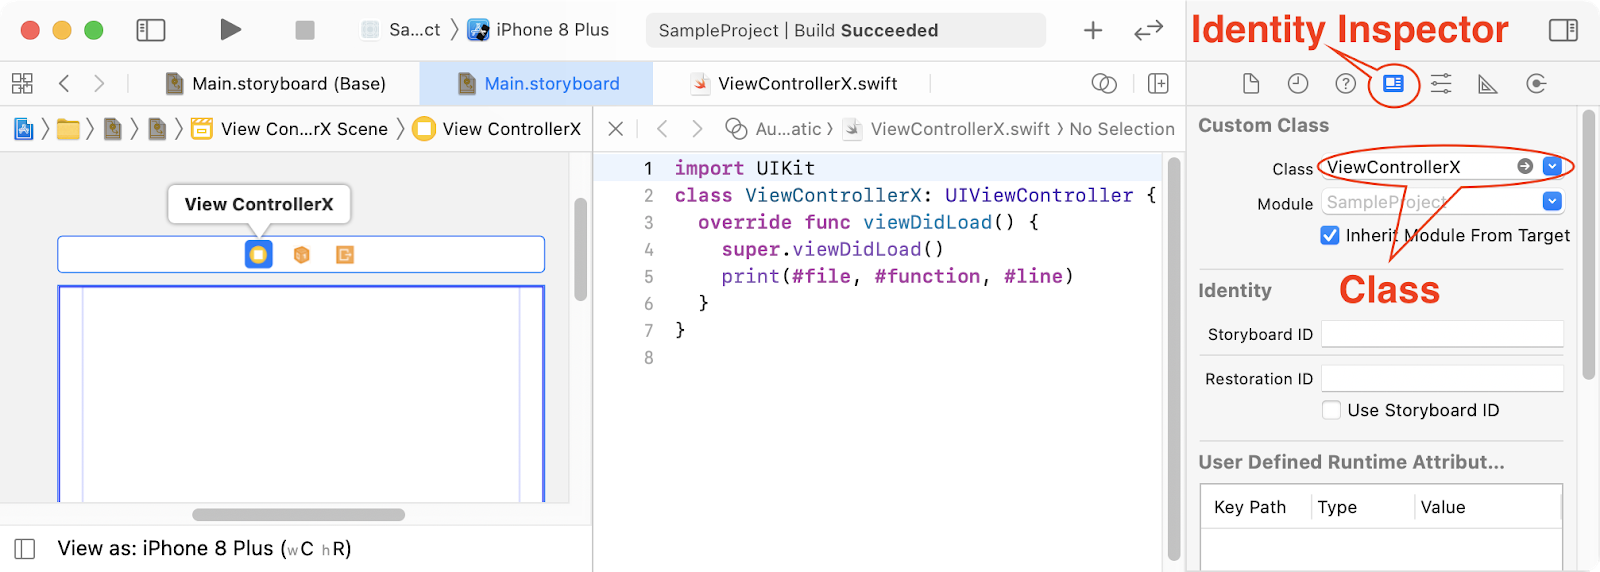 Sa...ct
iPhone 8 Plus
SampleProject | Build Succeeded
Identity Inspector
Main.storyboard (Base)
Main.storyboard
ViewControllerX.swift
View Con...rX Scene
View ControllerX
Au...atic
ViewControllerX.swift
No Selection
View ControllerX
1 import UIKit
2 class ViewControllerX: UIViewController {
3 override func viewDidLoad() {
4 super.viewDidLoad()
5 print(#file, #function, #line)
6 }
7 }
8
View as: iPhone 8 Plus (wC hR)
Custom Class
Class ViewControllerX
Module SampleProject
Inherit Module From Target
Class
Identity
Storyboard ID
Restoration ID
Use Storyboard ID
User Defined Runtime Attribut...
Key Path Type Value